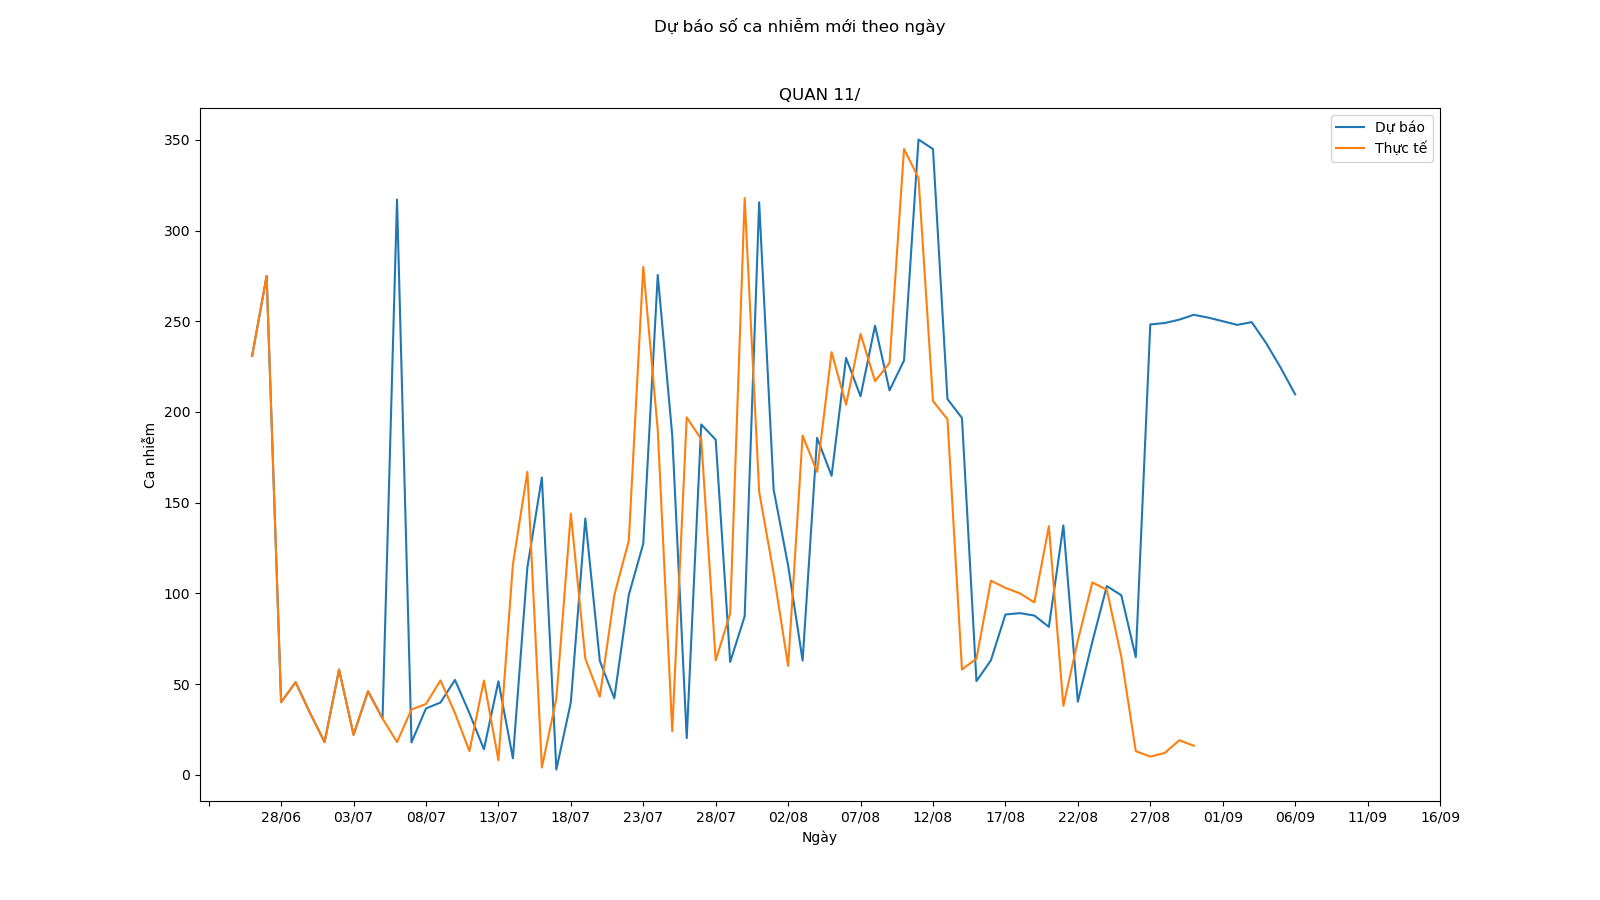 Dự báo số ca nhiễm mới theo ngày
QUAN 11/
Dự báo
Thực tế
350
300
250
200
150
100
50
0
Ca nhiễm
28/06 03/07 08/07 13/07 18/07 23/07 28/07 02/08 07/08 12/08 17/08 22/08 27/08 01/09 06/09 11/09 16/09
Ngày